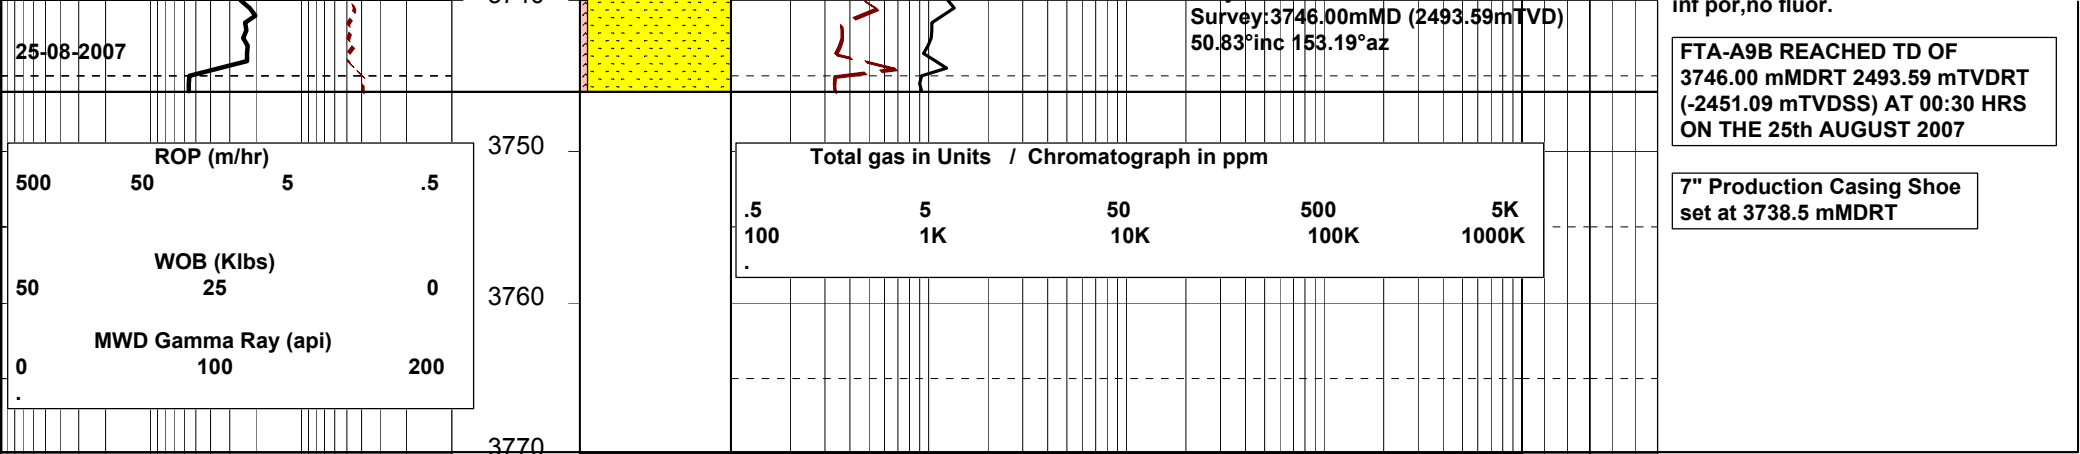 25-08-2007
ROP (m/hr)
500 50 5 .5
WOB (Klbs)
50 25 0
MWD Gamma Ray (api)
0 100 200
.
3740
3750
3760
3770
Survey:3746.00mMD (2493.59mTVD)
50.83°inc 153.19°az
Total gas in Units / Chromatograph in ppm
.5 5 50 500 5K
100 1K 10K 100K 1000K
.
inf por,no fluor.
FTA-A9B REACHED TD OF
3746.00 mMDRT 2493.59 mTVDRT
(-2451.09 mTVDSS) AT 00:30 HRS
ON THE 25th AUGUST 2007
7" Production Casing Shoe
set at 3738.5 mMDRT